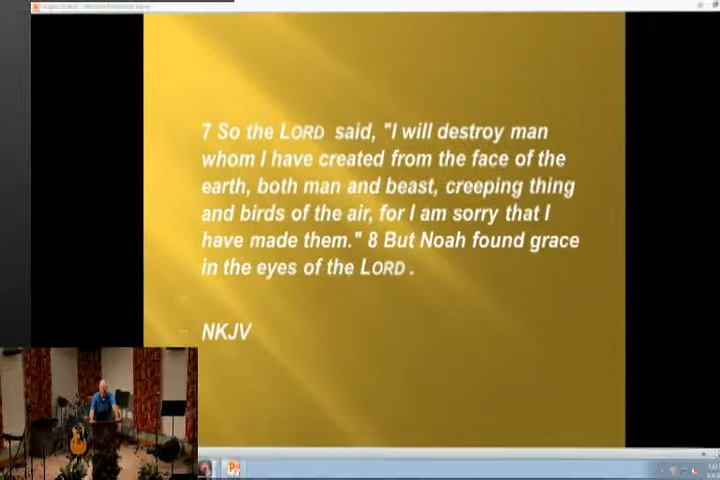 7 So the LORD said, "I will destroy man
whom I have created from the face of the
earth, both man and beast, creeping thing
and birds of the air, for I am sorry that I
have made them." 8 But Noah found grace
in the eyes of the LORD .
NKJV